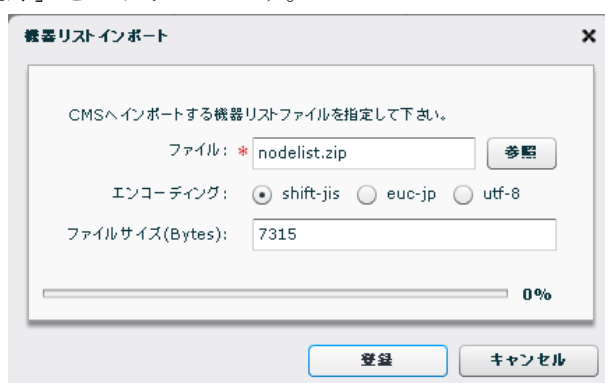 機器リストインポート
CMSへインポートする機器リストファイルを指定して下さい。
ファイル: * nodelist.zip 参照
エンコーディング: shift-jis euc-jp utf-8
ファイルサイズ(Bytes): 7315
0%
登録 キャンセル